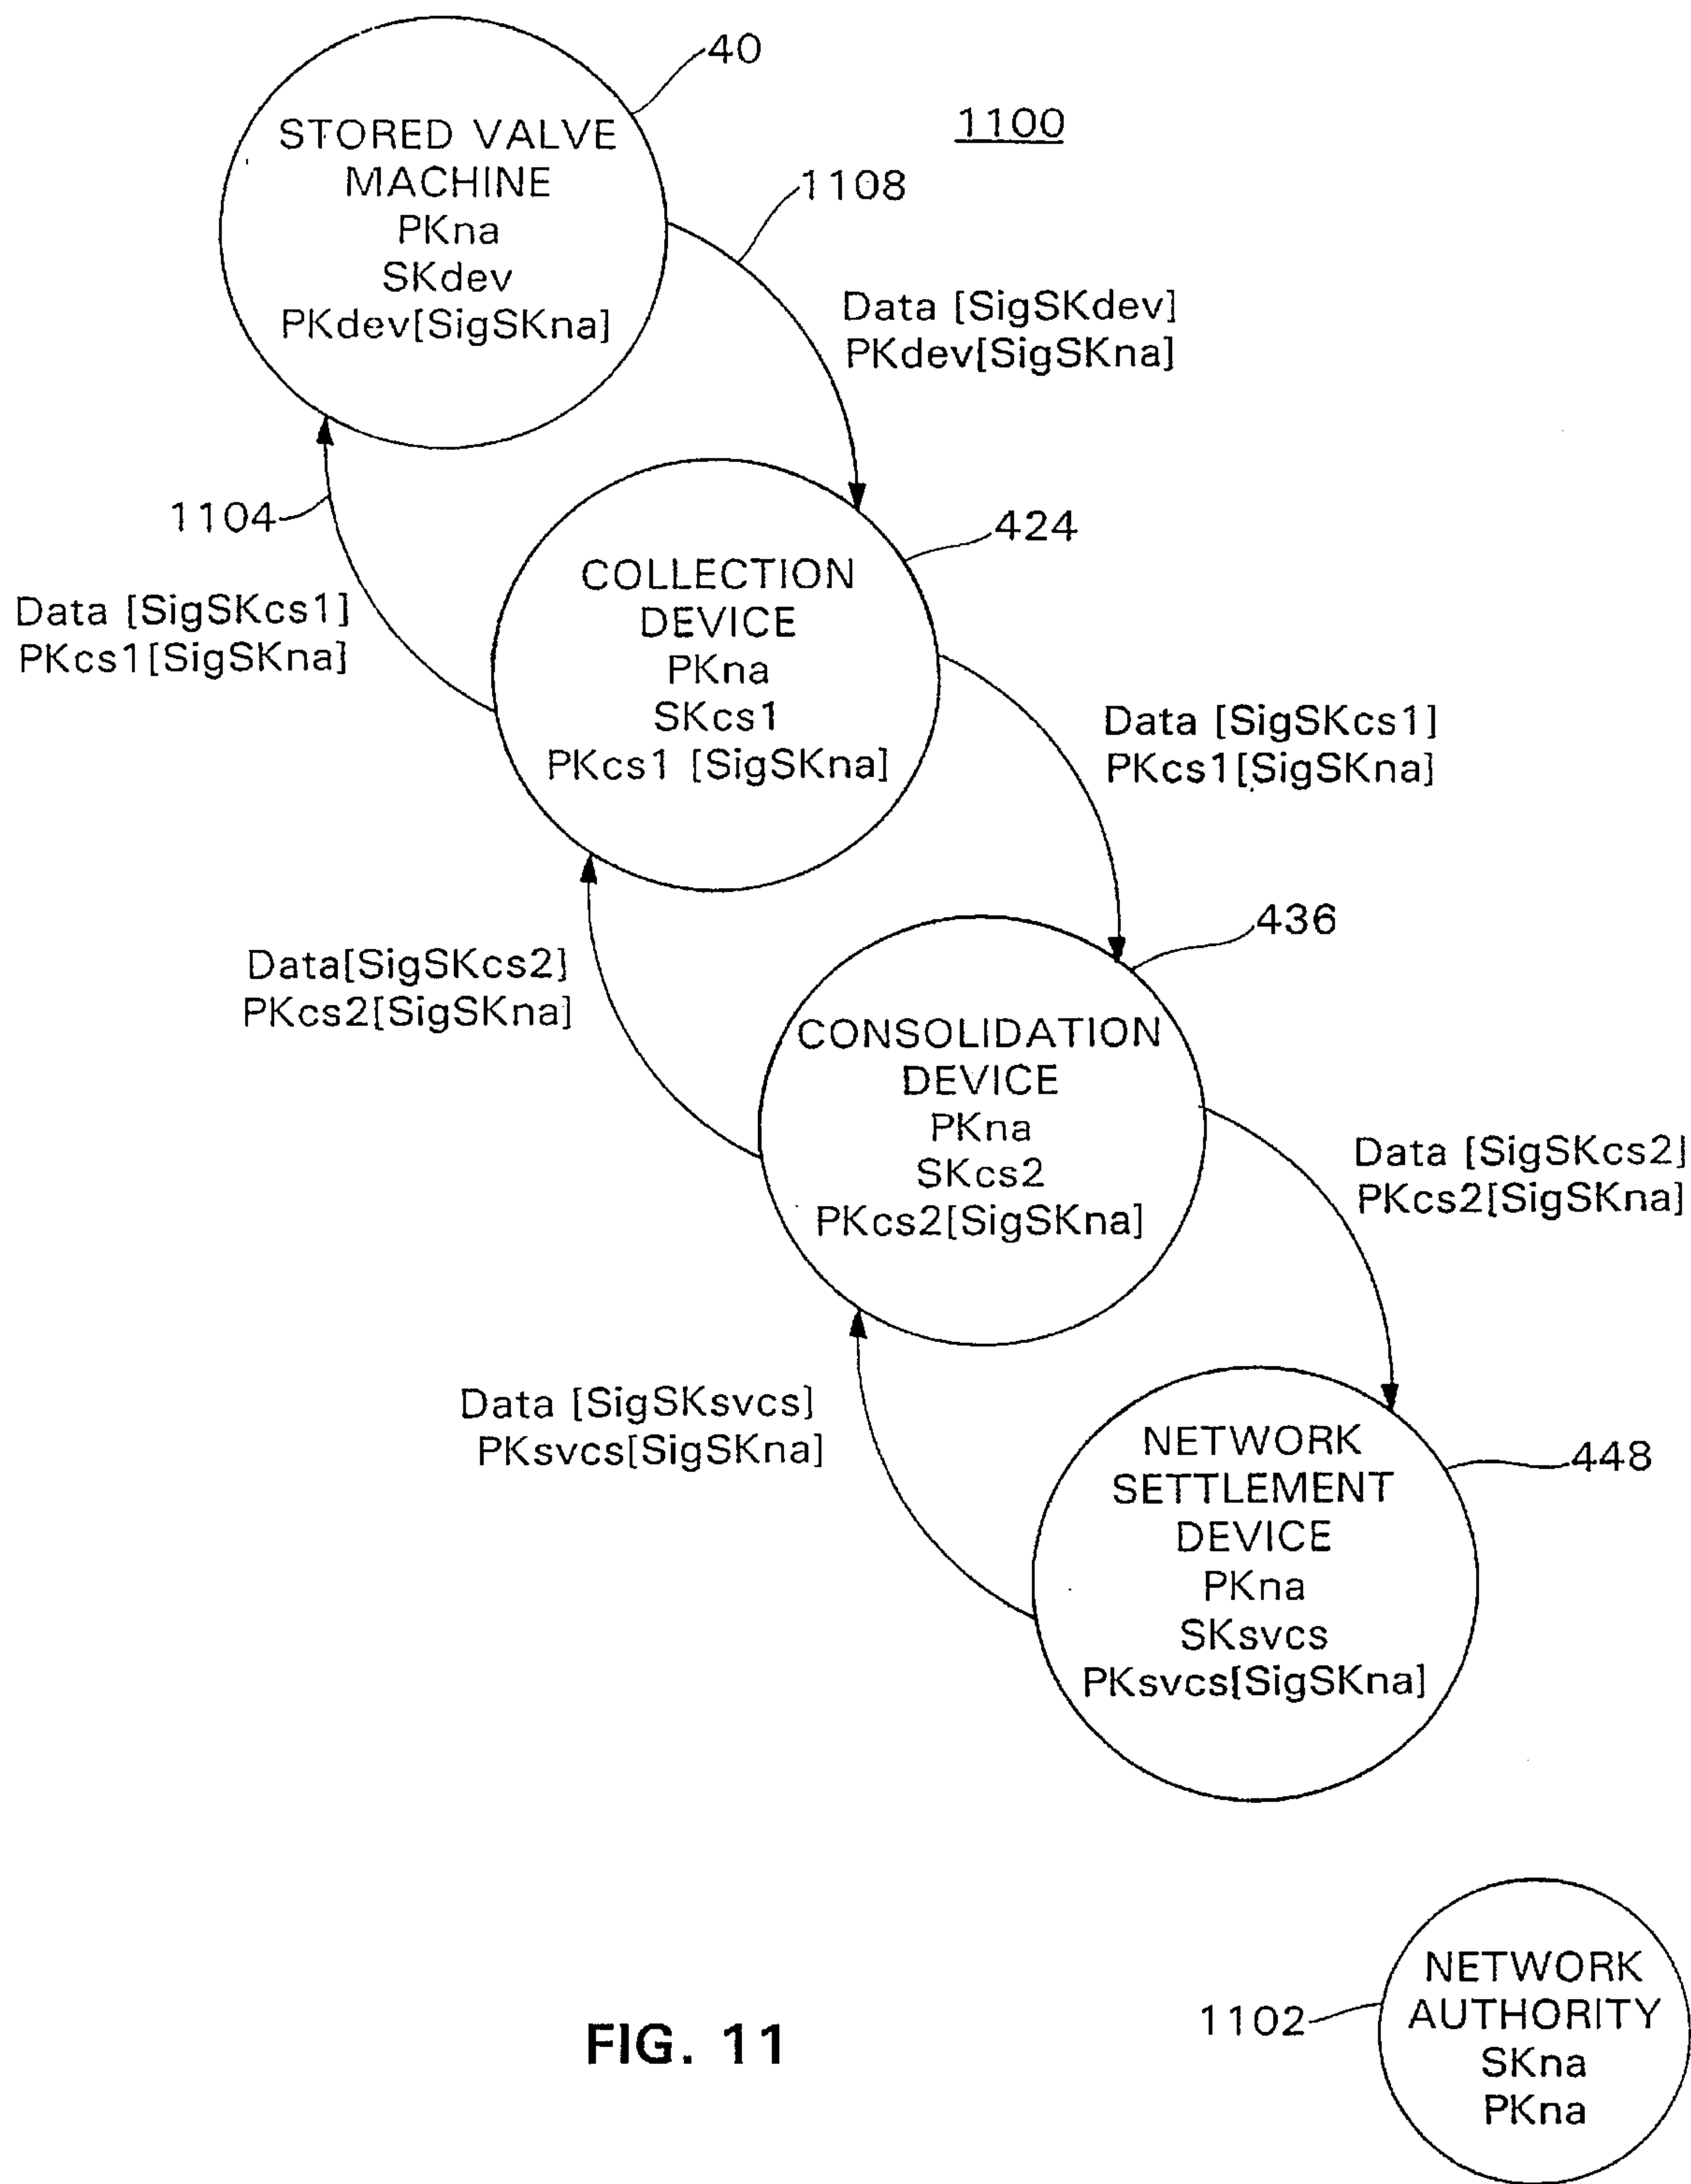 40
1100
STORED VALVE
MACHINE
PKna
SKdev
PKdev[SigSKna]
1108
Data [SigSKdev]
PKdev[SigSKna]
1104
Data [SigSKcs1]
PKcs1[SigSKna]
424
COLLECTION
DEVICE
PKna
SKcs1
PKcs1 [SigSKna]
Data [SigSKcs1]
PKcs1[SigSKna]
Data[SigSKcs2]
PKcs2[SigSKna]
436
CONSOLIDATION
DEVICE
PKna
SKcs2
PKcs2[SigSKna]
Data [SigSKcs2]
PKcs2[SigSKna]
Data [SigSKsvcs]
PKsvcs[SigSKna]
448
NETWORK
SETTLEMENT
DEVICE
PKna
SKsvcs
PKsvcs[SigSKna]
1102
NETWORK
AUTHORITY
SKna
PKna
FIG. 11